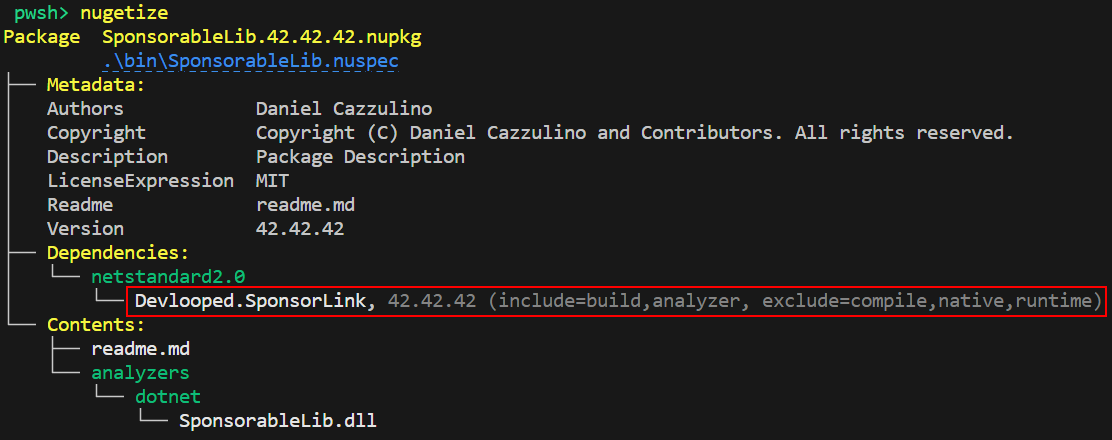 pwsh> nugetize
Package SponsorableLib.42.42.42.nupkg
.\bin\SponsorableLib.nuspec
Metadata:
Authors Daniel Cazzulino
Copyright Copyright (C) Daniel Cazzulino and Contributors. All rights reserved.
Description Package Description
LicenseExpression MIT
Readme readme.md
Version 42.42.42
Dependencies:
netstandard2.0
Devlooped.SponsorLink, 42.42.42 (include=build,analyzer, exclude=compile,native,runtime)
Contents:
readme.md
analyzers
dotnet
SponsorableLib.dll